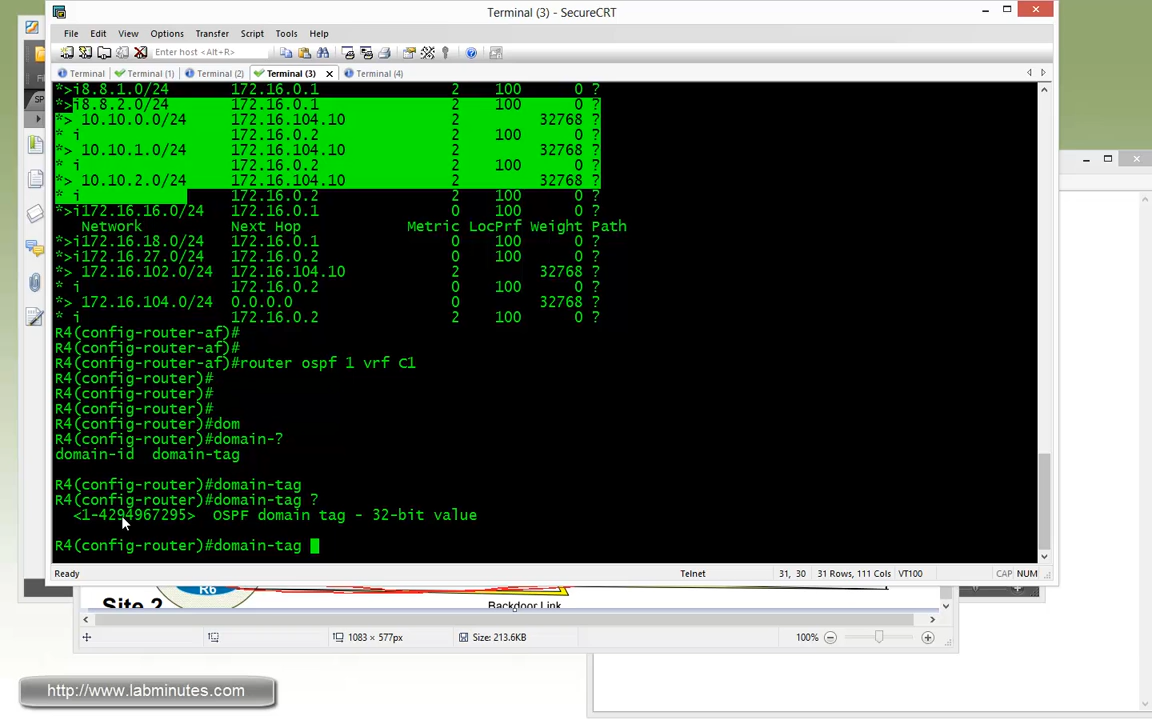 Terminal (3) - SecureCRT
File Edit View Options Transfer Script Tools Help
Enter host <Alt+R>
Terminal Terminal (1) Terminal (2) Terminal (3) Terminal (4)
*>i8.8.1.0/24 172.16.0.1 2 100 0 ?
*>i8.8.2.0/24 172.16.0.1 2 100 0 ?
*> 10.10.0.0/24 172.16.104.10 2 32768 ?
* i 172.16.0.2 2 100 0 ?
*> 10.10.1.0/24 172.16.104.10 2 32768 ?
* i 172.16.0.2 2 100 0 ?
*> 10.10.2.0/24 172.16.104.10 2 32768 ?
* i 172.16.0.2 2 100 0 ?
*>i172.16.16.0/24 172.16.0.1 0 100 0 ?
Network Next Hop Metric LocPrf Weight Path
*>i172.16.18.0/24 172.16.0.1 0 100 0 ?
*>i172.16.27.0/24 172.16.0.2 0 100 0 ?
*> 172.16.102.0/24 172.16.104.10 2 32768 ?
* i 172.16.0.2 0 100 0 ?
*> 172.16.104.0/24 0.0.0.0 0 32768 ?
* i 172.16.0.2 2 100 0 ?
R4(config-router-af)#
R4(config-router-af)#
R4(config-router-af)#router ospf 1 vrf C1
R4(config-router)#
R4(config-router)#
R4(config-router)#
R4(config-router)#dom
R4(config-router)#domain-?
domain-id domain-tag
R4(config-router)#domain-tag
R4(config-router)#domain-tag ?
<1-4294967295> OSPF domain tag - 32-bit value
R4(config-router)#domain-tag
Ready Telnet 31, 30 31 Rows, 111 Cols VT100 CAP NUM
R6
Site 2
Backdoor Link
1083 × 577px Size: 213.6KB 100%
http://www.labminutes.com